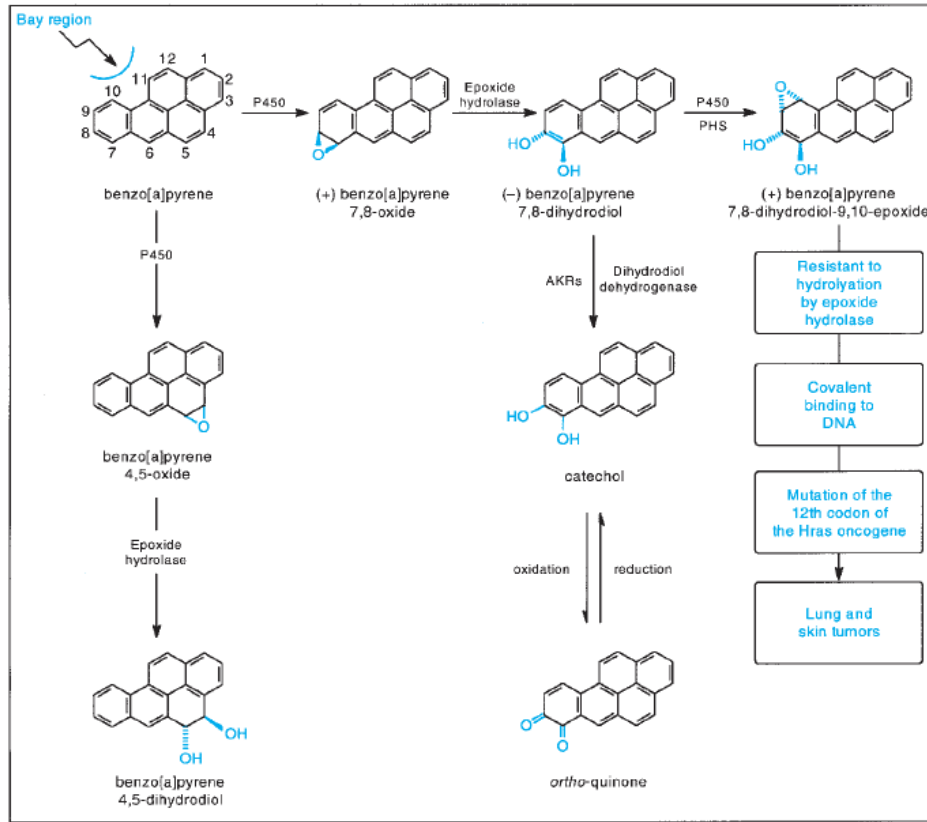 Bay region
12
1
11
2
10
3
9
8
4
7
6
5
P450
Epoxide
hydrolase
P450
PHS
O
HO
OH
O
HO
OH
benzo[a]pyrene
(+) benzo[a]pyrene
7,8-oxide
(–) benzo[a]pyrene
7,8-dihydrodiol
(+) benzo[a]pyrene
7,8-dihydrodiol-9,10-epoxide
P450
AKRs
Dihydrodiol
dehydrogenase
Resistant to
hydrolyation
by epoxide
hydrolase
O
benzo[a]pyrene
4,5-oxide
HO
OH
catechol
Covalent
binding to
DNA
Epoxide
hydrolase
oxidation
reduction
Mutation of the
12th codon of
the Hras oncogene
Lung and
skin tumors
OH
OH
benzo[a]pyrene
4,5-dihydrodiol
O
O
ortho-quinone